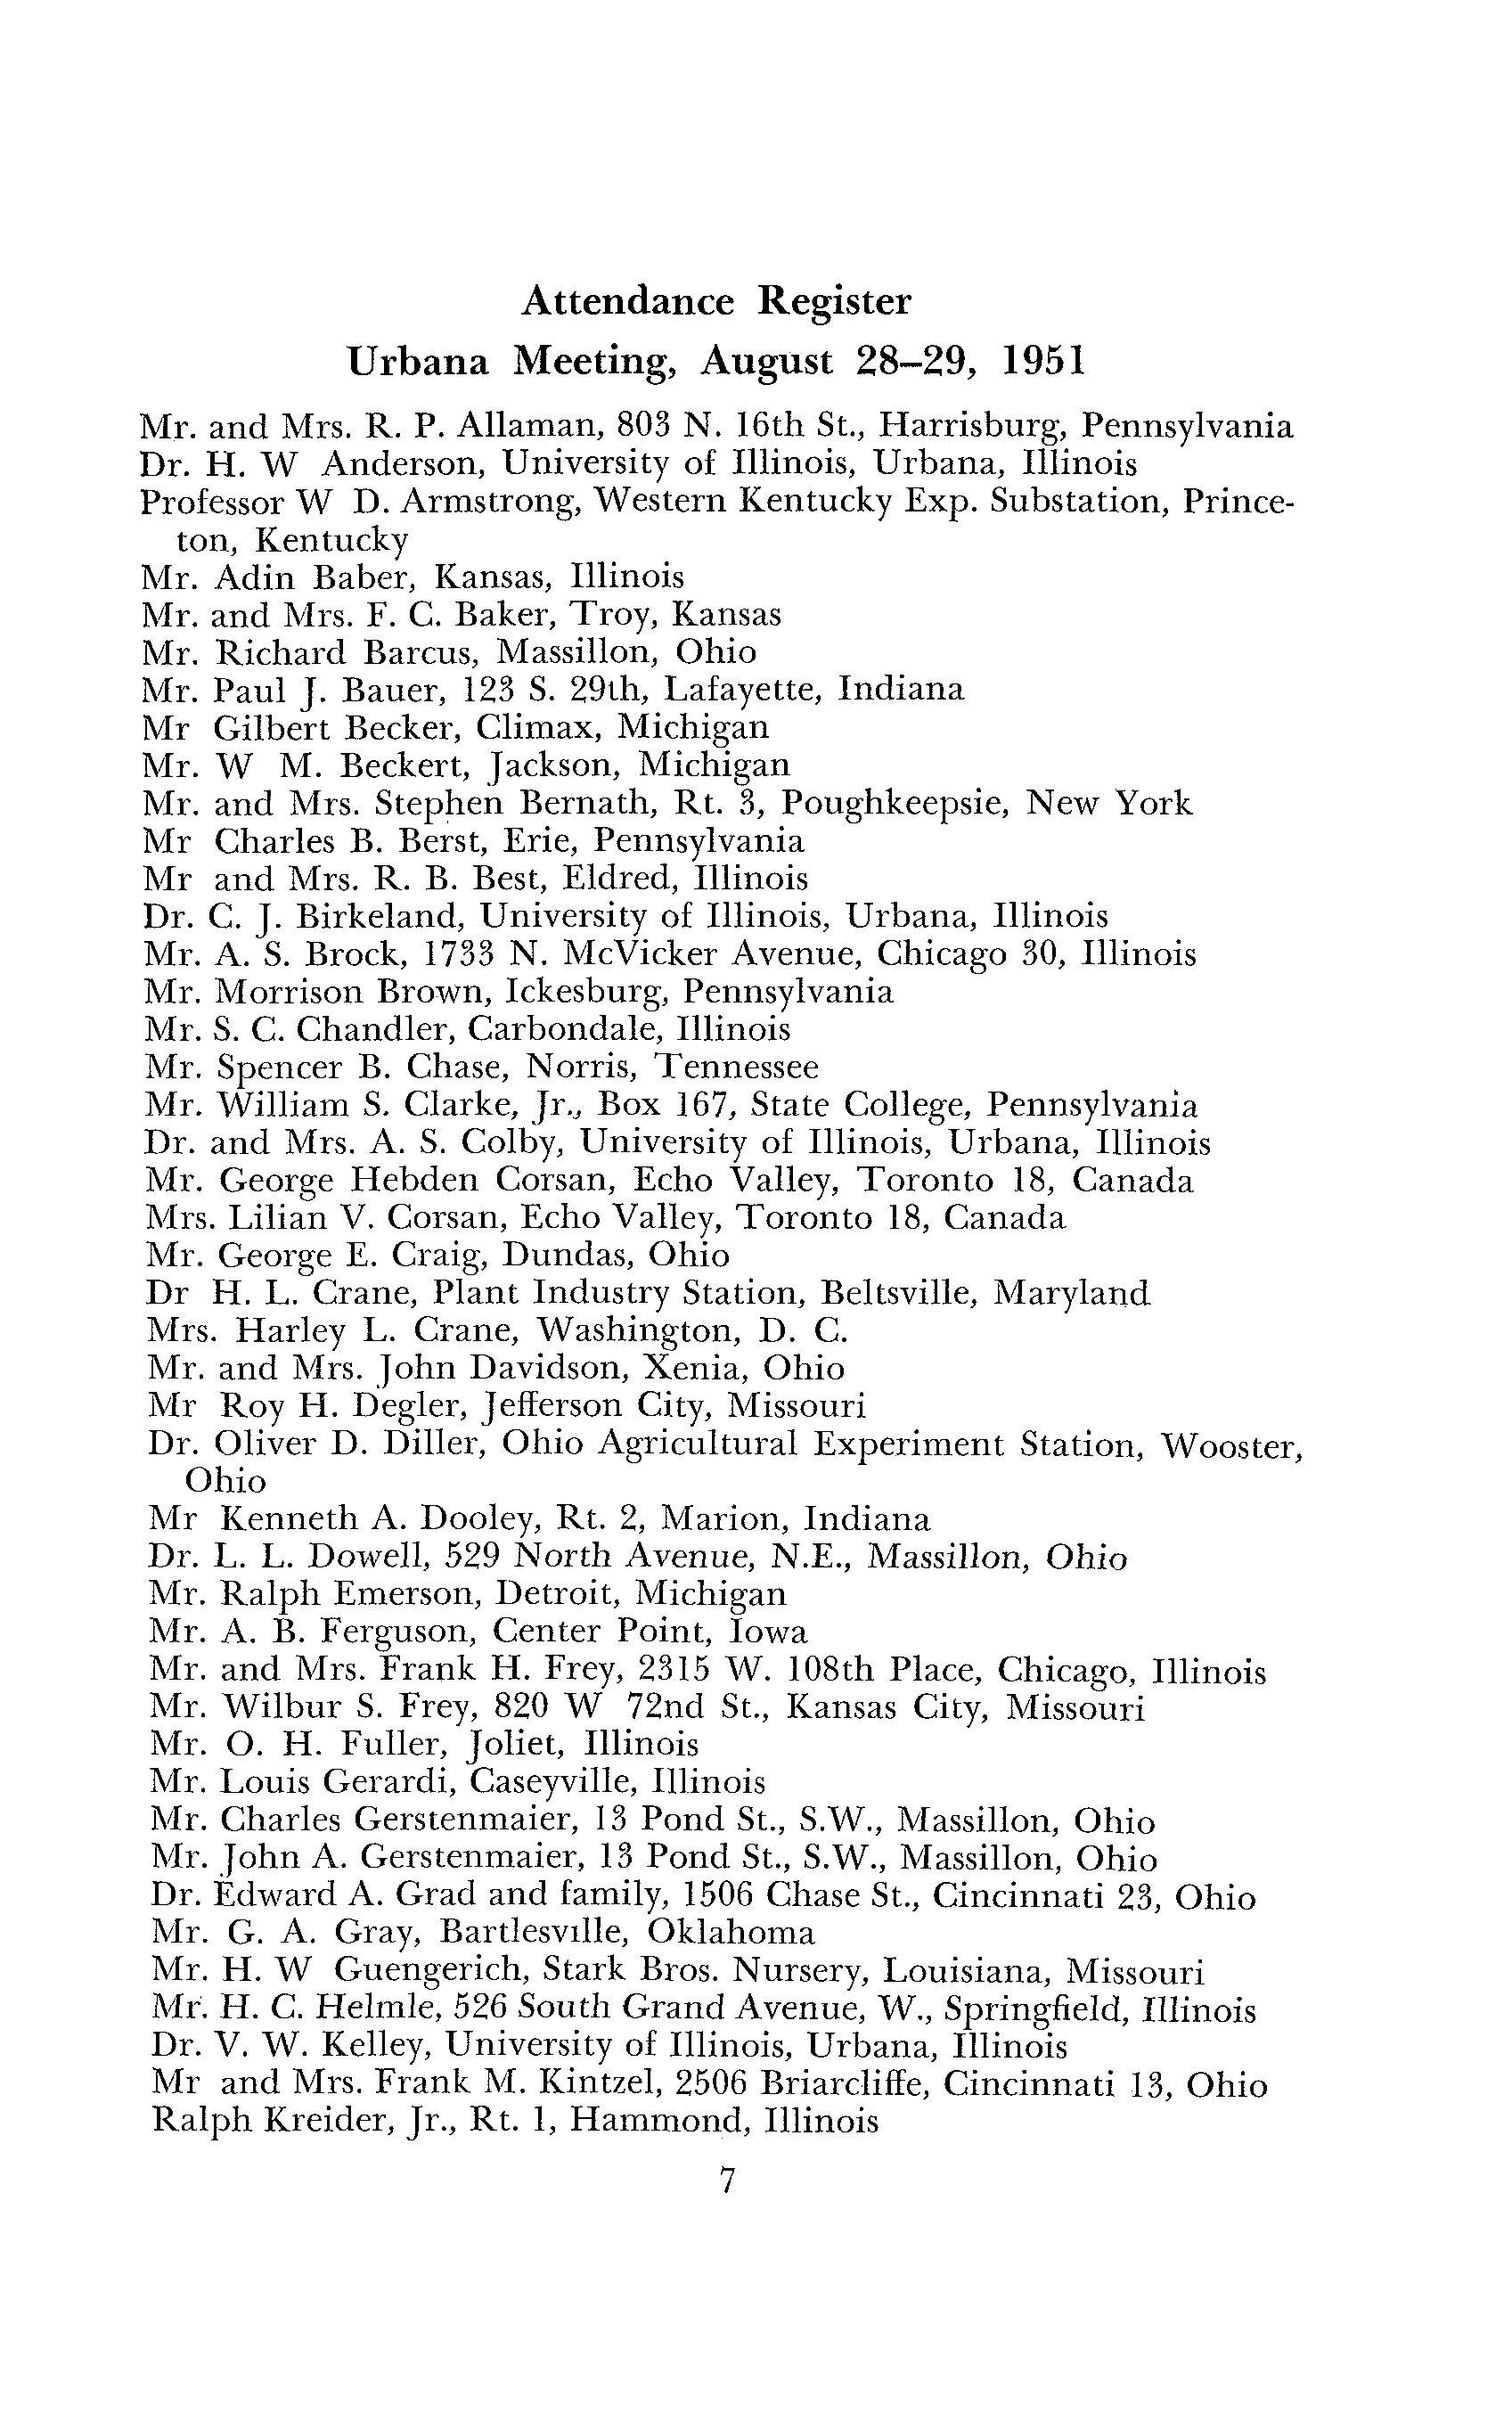 Attendance Register
Urbana Meeting, August 28–29, 1951
Mr. and Mrs. R. P. Allaman, 803 N. 16th St., Harrisburg, Pennsylvania
Dr. H. W Anderson, University of Illinois, Urbana, Illinois
Professor W D. Armstrong, Western Kentucky Exp. Substation, Prince-
ton, Kentucky
Mr. Adin Baber, Kansas, Illinois
Mr. and Mrs. F. C. Baker, Troy, Kansas
Mr. Richard Barcus, Massillon, Ohio
Mr. Paul J. Bauer, 123 S. 29th, Lafayette, Indiana
Mr Gilbert Becker, Climax, Michigan
Mr. W M. Beckert, Jackson, Michigan
Mr. and Mrs. Stephen Bernath, Rt. 3, Poughkeepsie, New York
Mr Charles B. Berst, Erie, Pennsylvania
Mr and Mrs. R. B. Best, Eldred, Illinois
Dr. C. J. Birkeland, University of Illinois, Urbana, Illinois
Mr. A. S. Brock, 1733 N. McVicker Avenue, Chicago 30, Illinois
Mr. Morrison Brown, Ickesburg, Pennsylvania
Mr. S. C. Chandler, Carbondale, Illinois
Mr. Spencer B. Chase, Norris, Tennessee
Mr. William S. Clarke, Jr., Box 167, State College, Pennsylvania
Dr. and Mrs. A. S. Colby, University of Illinois, Urbana, Illinois
Mr. George Hebden Corsan, Echo Valley, Toronto 18, Canada
Mrs. Lilian V. Corsan, Echo Valley, Toronto 18, Canada
Mr. George E. Craig, Dundas, Ohio
Dr H. L. Crane, Plant Industry Station, Beltsville, Maryland
Mrs. Harley L. Crane, Washington, D. C.
Mr. and Mrs. John Davidson, Xenia, Ohio
Mr Roy H. Degler, Jefferson City, Missouri
Dr. Oliver D. Diller, Ohio Agricultural Experiment Station, Wooster,
Ohio
Mr Kenneth A. Dooley, Rt. 2, Marion, Indiana
Dr. L. L. Dowell, 529 North Avenue, N.E., Massillon, Ohio
Mr. Ralph Emerson, Detroit, Michigan
Mr. A. B. Ferguson, Center Point, Iowa
Mr. and Mrs. Frank H. Frey, 2315 W. 108th Place, Chicago, Illinois
Mr. Wilbur S. Frey, 820 W 72nd St., Kansas City, Missouri
Mr. O. H. Fuller, Joliet, Illinois
Mr. Louis Gerardi, Caseyville, Illinois
Mr. Charles Gerstenmaier, 13 Pond St., S.W., Massillon, Ohio
Mr. John A. Gerstenmaier, 13 Pond St., S.W., Massillon, Ohio
Dr. Edward A. Grad and family, 1506 Chase St., Cincinnati 23, Ohio
Mr. G. A. Gray, Bartlesville, Oklahoma
Mr. H. W Guengerich, Stark Bros. Nursery, Louisiana, Missouri
Mr. H. C. Helmle, 526 South Grand Avenue, W., Springfield, Illinois
Dr. V. W. Kelley, University of Illinois, Urbana, Illinois
Mr and Mrs. Frank M. Kintzel, 2506 Briarcliffe, Cincinnati 13, Ohio
Ralph Kreider, Jr., Rt. 1, Hammond, Illinois
7